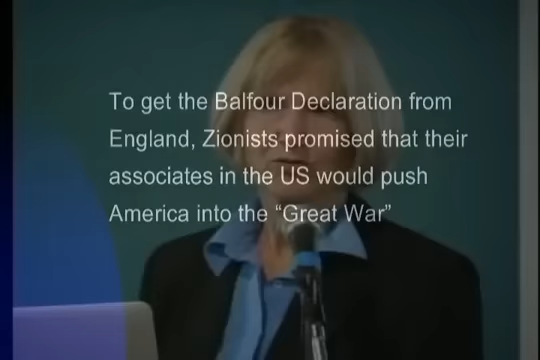 To get the Balfour Declaration from
England, Zionists promised that their
associates in the US would push
America into the “Great War”